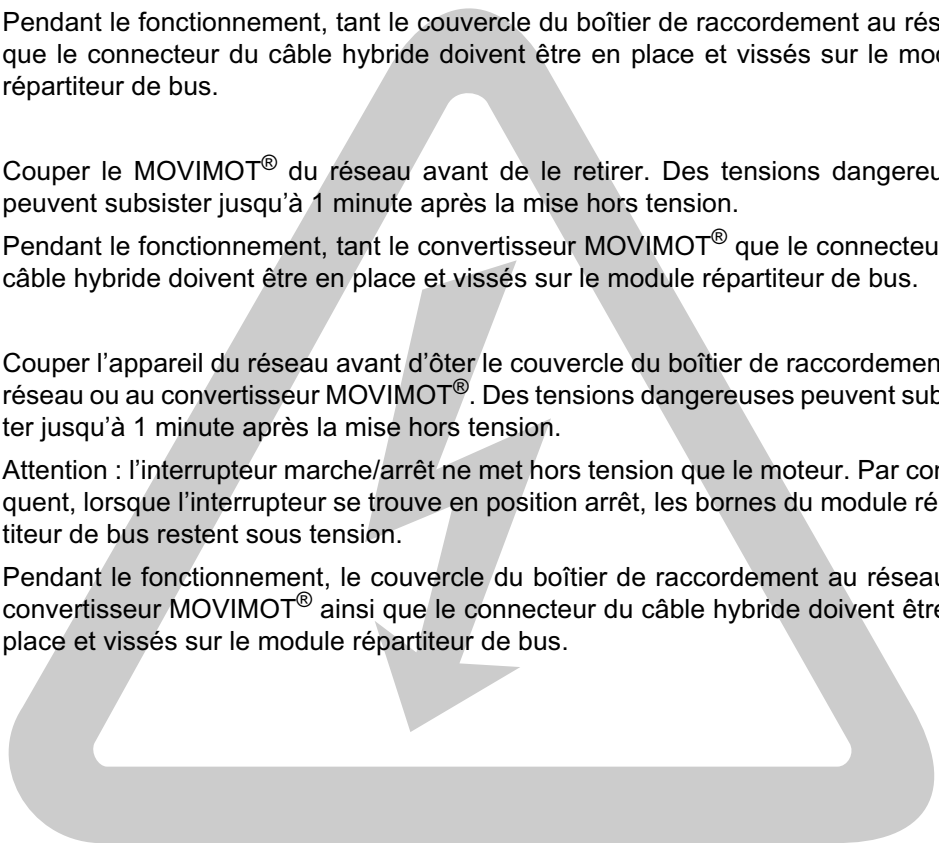 Pendant le fonctionnement, tant le couvercle du boîtier de raccordement au rés
que le connecteur du câble hybride doivent être en place et vissés sur le mod
répartiteur de bus.
Couper le MOVIMOT® du réseau avant de le retirer. Des tensions dangereu
peuvent subsister jusqu'à 1 minute après la mise hors tension.
Pendant le fonctionnement, tant le convertisseur MOVIMOT® que le connecteu
câble hybride doivent être en place et vissés sur le module répartiteur de bus.
Couper l'appareil du réseau avant d'ôter le couvercle du boîtier de raccordemen
réseau ou au convertisseur MOVIMOT®. Des tensions dangereuses peuvent sub
ter jusqu'à 1 minute après la mise hors tension.
Attention : l'interrupteur marche/arrêt ne met hors tension que le moteur. Par con
quent, lorsque l'interrupteur se trouve en position arrêt, les bornes du module ré
titeur de bus restent sous tension.
Pendant le fonctionnement, le couvercle du boîtier de raccordement au réseau
convertisseur MOVIMOT® ainsi que le connecteur du câble hybride doivent être
place et vissés sur le module répartiteur de bus.